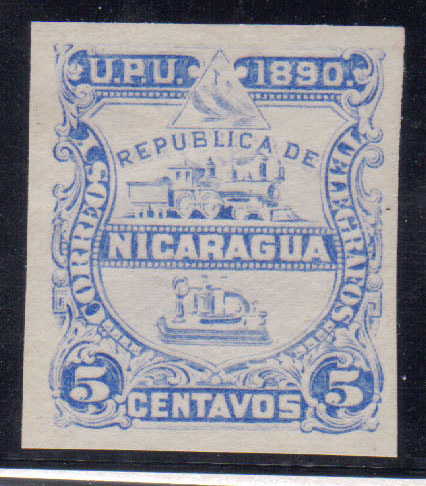 U.P.U. 1890.
REPUBLICA DE
CORREOS
TELEGRAFOS
NICARAGUA
5 CENTAVOS 5